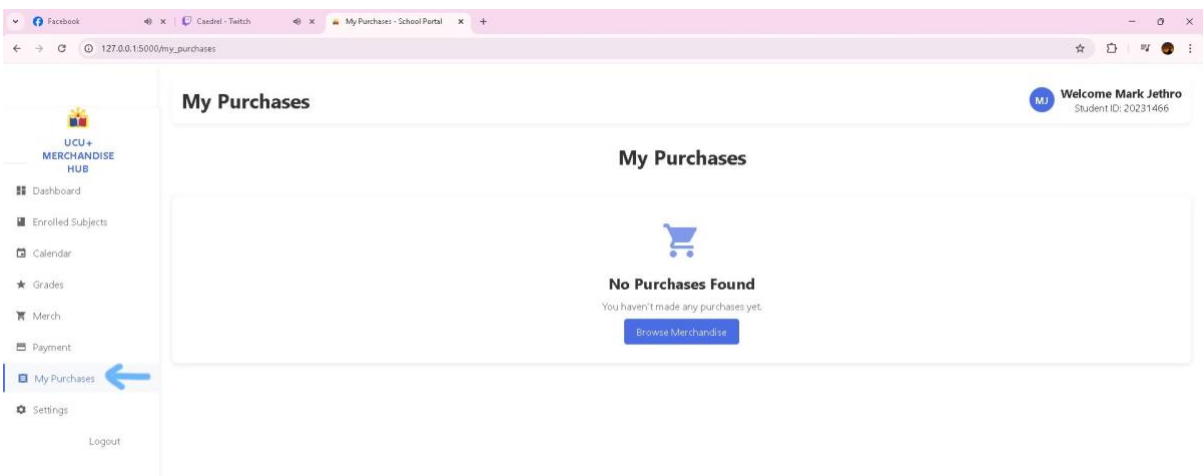 Facebook
Caedrel - Twitch
My Purchases - School Portal
127.0.0.1:5000/my_purchases
UCU+
MERCHANDISE
HUB
Dashboard
Enrolled Subjects
Calendar
Grades
Merch
Payment
My Purchases
Settings
Logout
My Purchases
MJ
Welcome Mark Jethro
Student ID: 20231466
My Purchases
No Purchases Found
You haven't made any purchases yet.
Browse Merchandise